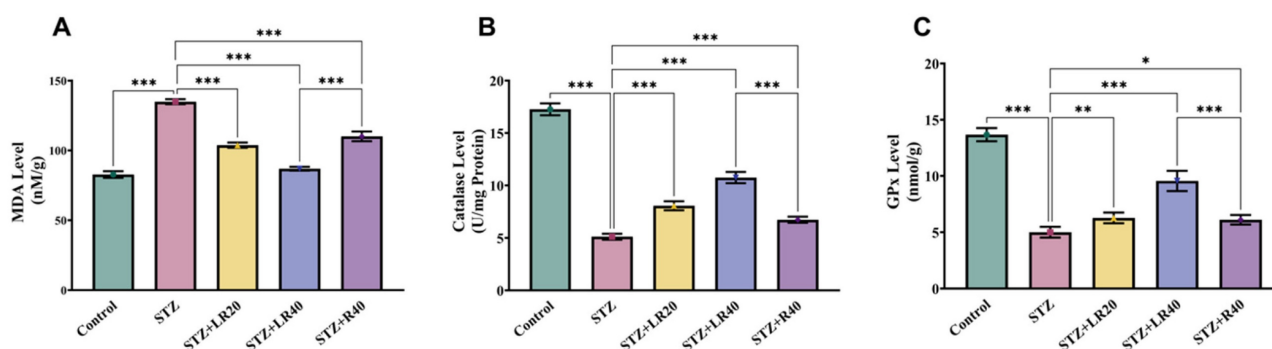 A
MDA Level
(nM/g)
150
100
50
0
***
***
***
***
***
Control
STZ
STZ+LR20
STZ+LR40
STZ+R40
B
Catalase Level
(U/mg Protein)
20
15
10
5
0
***
***
***
***
***
Control
STZ
STZ+LR20
STZ+LR40
STZ+R40
C
GPx Level
(nmol/g)
20
15
10
5
0
*
***
***
**
***
Control
STZ
STZ+LR20
STZ+LR40
STZ+R40